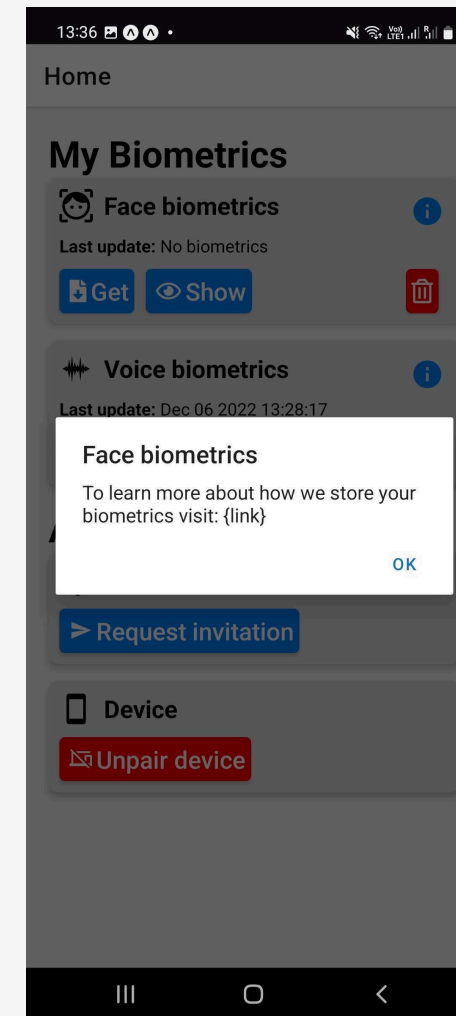 13:36
Vo))
LTE1
R
Home
My Biometrics
Face biometrics
Last update: No biometrics
Get
Show
Voice biometrics
Last update: Dec 06 2022 13:28:17
Face biometrics
To learn more about how we store your
biometrics visit: {link}
OK
Request invitation
Device
Unpair device